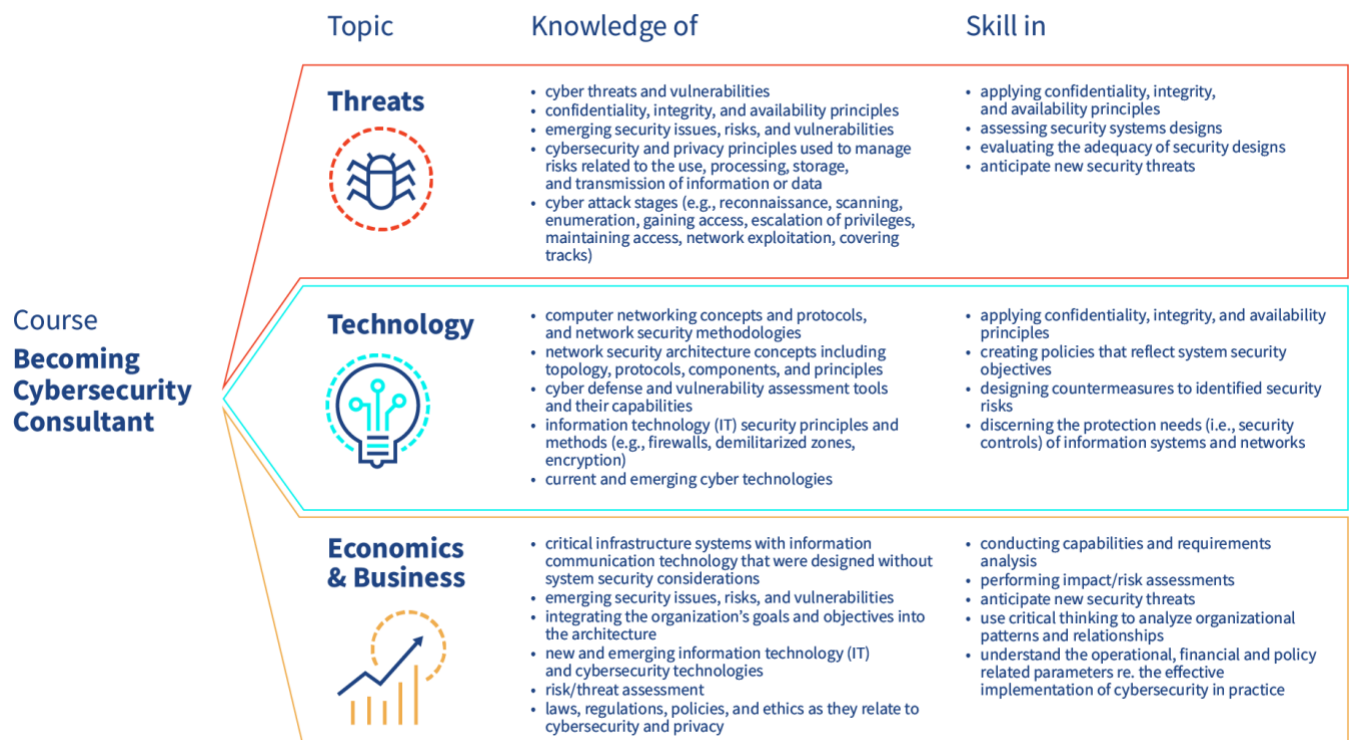 Topic
Knowledge of
Skill in
Threats
• cyber threats and vulnerabilities
• confidentiality, integrity, and availability principles
• emerging security issues, risks, and vulnerabilities
• cybersecurity and privacy principles used to manage
risks related to the use, processing, storage,
and transmission of information or data
• cyber attack stages (e.g., reconnaissance, scanning,
enumeration, gaining access, escalation of privileges,
maintaining access, network exploitation, covering
tracks)
• applying confidentiality, integrity,
and availability principles
• assessing security systems designs
• evaluating the adequacy of security designs
• anticipate new security threats
Course
Becoming
Cybersecurity
Consultant
Technology
• computer networking concepts and protocols,
and network security methodologies
• network security architecture concepts including
topology, protocols, components, and principles
• cyber defense and vulnerability assessment tools
and their capabilities
• information technology (IT) security principles and
methods (e.g., firewalls, demilitarized zones,
encryption)
• current and emerging cyber technologies
• applying confidentiality, integrity, and availability
principles
• creating policies that reflect system security
objectives
• designing countermeasures to identified security
risks
• discerning the protection needs (i.e., security
controls) of information systems and networks
Economics
& Business
• critical infrastructure systems with information
communication technology that were designed without
system security considerations
• emerging security issues, risks, and vulnerabilities
• integrating the organization's goals and objectives into
the architecture
• new and emerging information technology (IT)
and cybersecurity technologies
• risk/threat assessment
• laws, regulations, policies, and ethics as they relate to
cybersecurity and privacy
• conducting capabilities and requirements
analysis
• performing impact/risk assessments
• anticipate new security threats
• use critical thinking to analyze organizational
patterns and relationships
• understand the operational, financial and policy
related parameters re. the effective
implementation of cybersecurity in practice